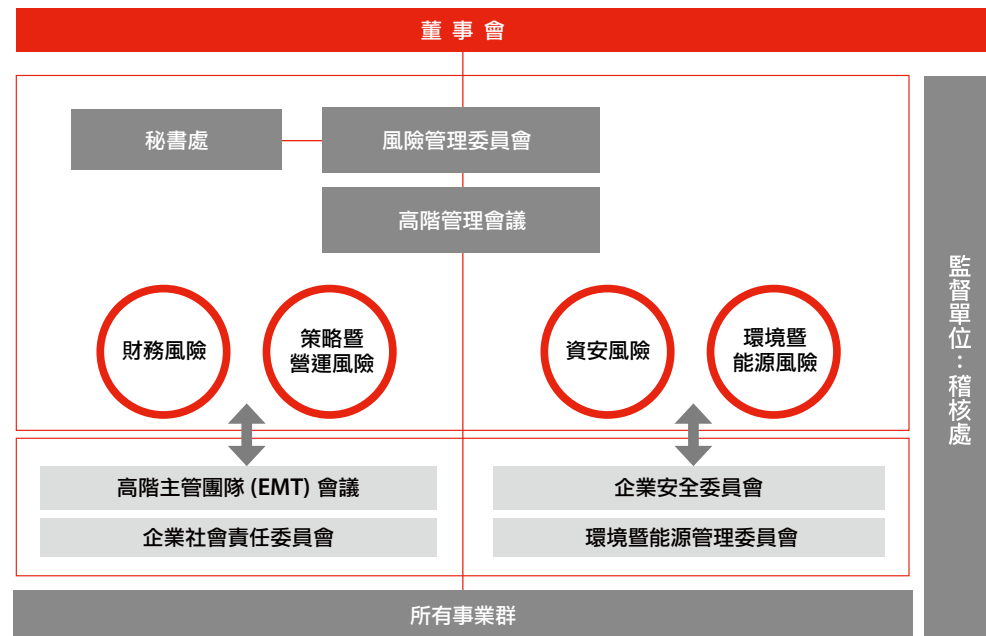 董事會
秘書處
風險管理委員會
高階管理會議
財務風險
策略暨
營運風險
資安風險
環境暨
能源風險
高階主管團隊 (EMT) 會議
企業安全委員會
企業社會責任委員會
環境暨能源管理委員會
所有事業群
監督單位：稽核處